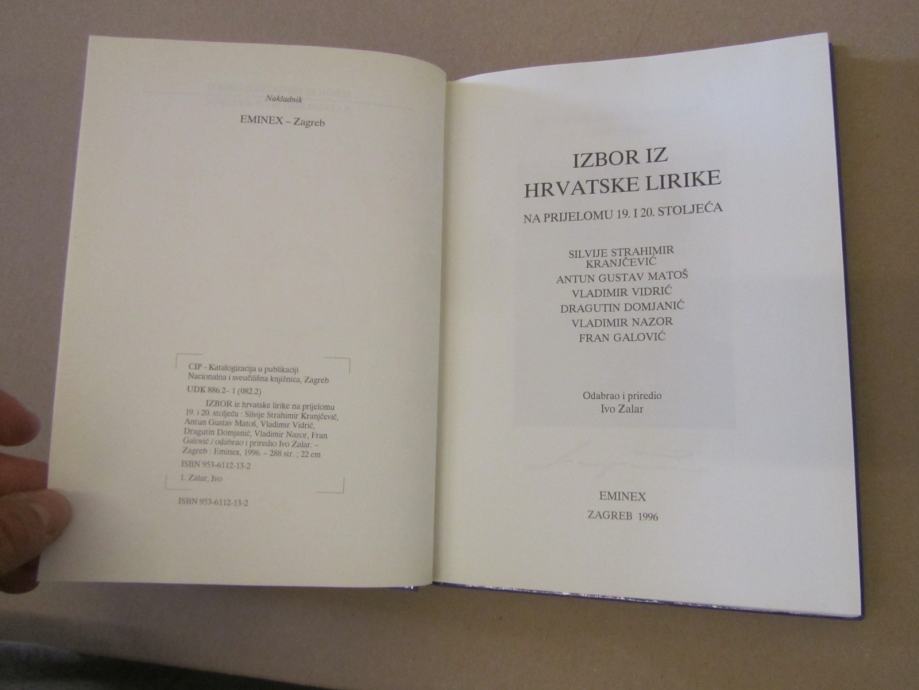 Nakladnik
EMINEX – Zagreb
CIP - Katalogizacija u publikaciji
Nacionalna i sveučilišna knjižnica, Zagreb
UDK 886.2- 1 (082.2)
IZBOR iz hrvatske lirike na prijelomu
19. i 20. stoljeća : Silvije Strahimir Kranjčević,
Antun Gustav Matoš, Vladimir Vidrić,
Dragutin Domjanić, Vladimir Nazor, Fran
Galović / odabrao i priredio Ivo Zalar. –
Zagreb : Eminex, 1996. – 288 str. ; 22 cm
ISBN 953-6112-13-2
1. Zalar, Ivo
ISBN 953-6112-13-2
IZBOR IZ
HRVATSKE LIRIKE
NA PRIJELOMU 19. I 20. STOLJEĆA
SILVIJE STRAHIMIR
KRANJČEVIĆ
ANTUN GUSTAV MATOŠ
VLADIMIR VIDRIĆ
DRAGUTIN DOMJANIĆ
VLADIMIR NAZOR
FRAN GALOVIĆ
Odabrao i priredio
Ivo Zalar
EMINEX
ZAGREB 1996